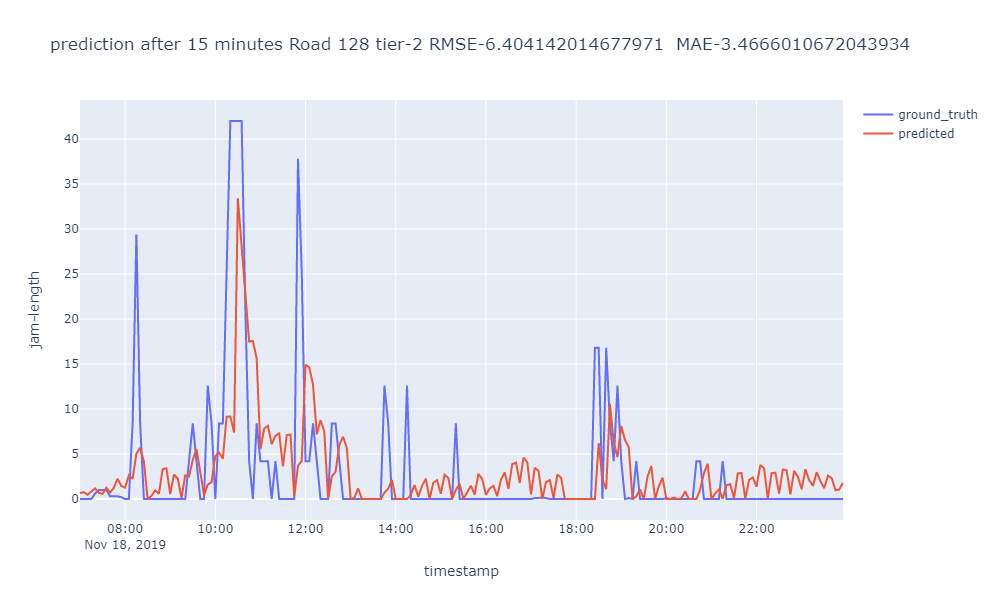 prediction after 15 minutes Road 128 tier-2 RMSE-6.404142014677971  MAE-3.4666010672043934
ground_truth
predicted
jam-length
40
35
30
25
20
15
10
5
0
08:00 10:00 12:00 14:00 16:00 18:00 20:00 22:00
Nov 18, 2019
timestamp